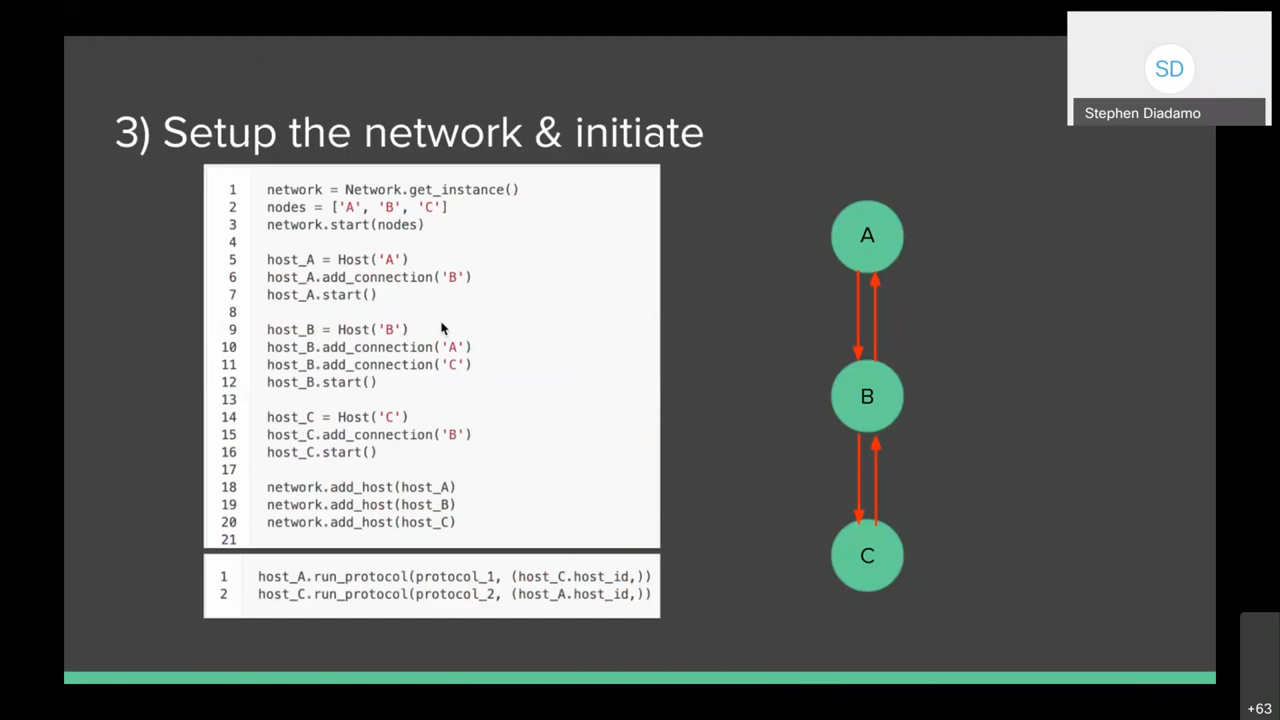 SD
Stephen Diadamo
3) Setup the network & initiate
1 network = Network.get_instance()
2 nodes = ['A', 'B', 'C']
3 network.start(nodes)
4
5 host_A = Host('A')
6 host_A.add_connection('B')
7 host_A.start()
8
9 host_B = Host('B')
10 host_B.add_connection('A')
11 host_B.add_connection('C')
12 host_B.start()
13
14 host_C = Host('C')
15 host_C.add_connection('B')
16 host_C.start()
17
18 network.add_host(host_A)
19 network.add_host(host_B)
20 network.add_host(host_C)
21
1 host_A.run_protocol(protocol_1, (host_C.host_id,))
2 host_C.run_protocol(protocol_2, (host_A.host_id,))
A
B
C
+63